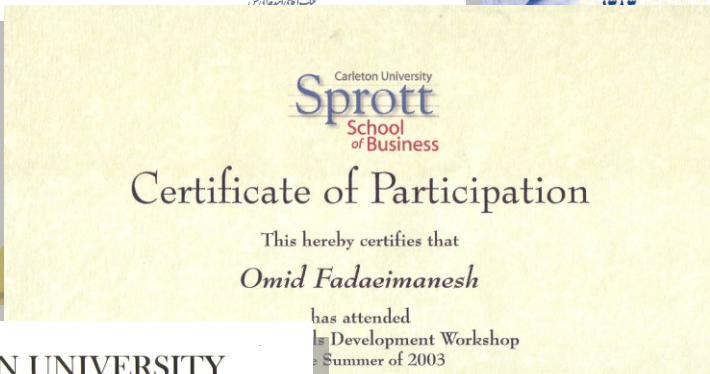 Carleton University
Sprott
School
of Business
Certificate of Participation
This hereby certifies that
Omid Fadaeimanesh
has attended
ls Development Workshop
Summer of 2003
N UNIVERSITY